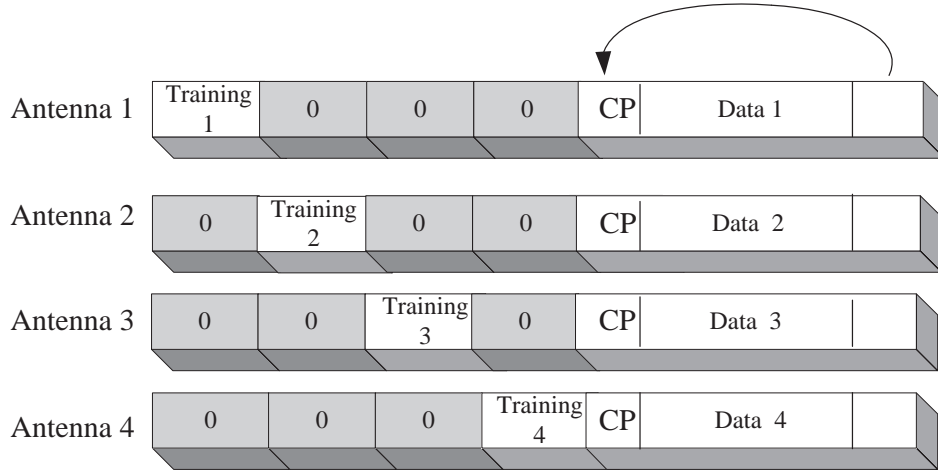 Antenna 1 Training 1 0 0 0 CP Data 1
Antenna 2 0 Training 2 0 0 CP Data 2
Antenna 3 0 0 Training 3 0 CP Data 3
Antenna 4 0 0 0 Training 4 CP Data 4